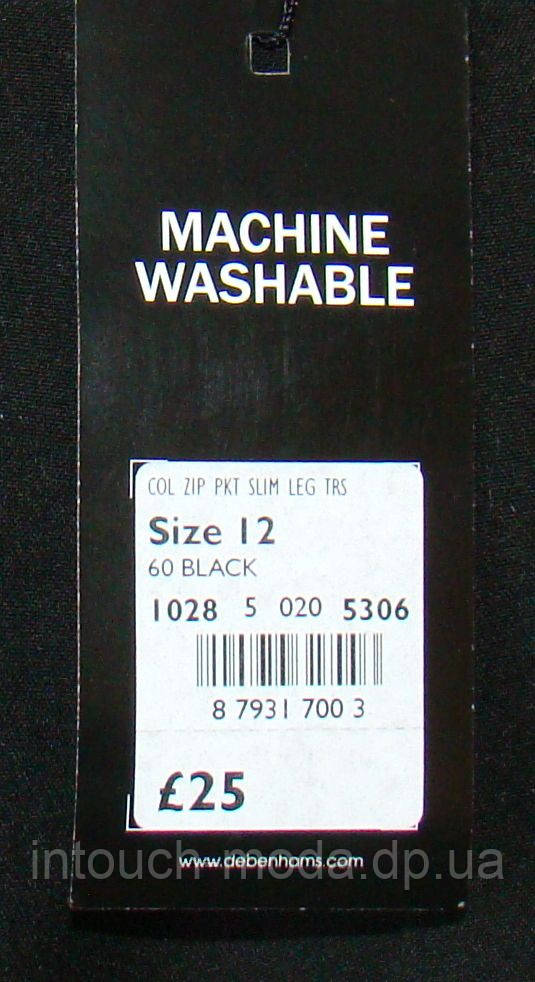 MACHINE
WASHABLE
COL ZIP PKT SLIM LEG TRS
Size 12
60 BLACK
1028 5 020 5306
8 7931 700 3
£25
www.debenhams.com
intouch-moda.dp.ua